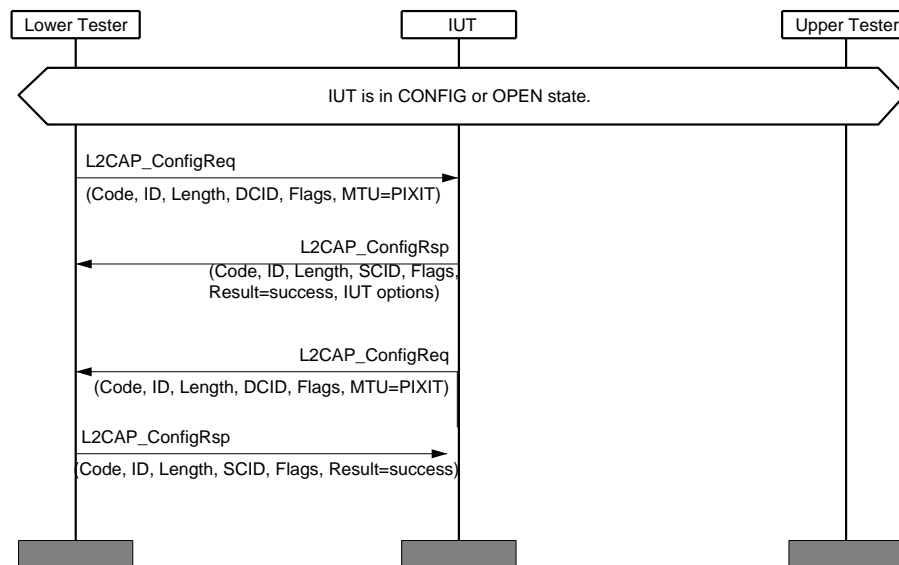 Lower Tester
IUT
Upper Tester
IUT is in CONFIG or OPEN state.
L2CAP_ConfigReq
(Code, ID, Length, DCID, Flags, MTU=PIXIT)
L2CAP_ConfigRsp
(Code, ID, Length, SCID, Flags,
Result=success, IUT options)
L2CAP_ConfigReq
(Code, ID, Length, DCID, Flags, MTU=PIXIT)
L2CAP_ConfigRsp
(Code, ID, Length, SCID, Flags, Result=success)